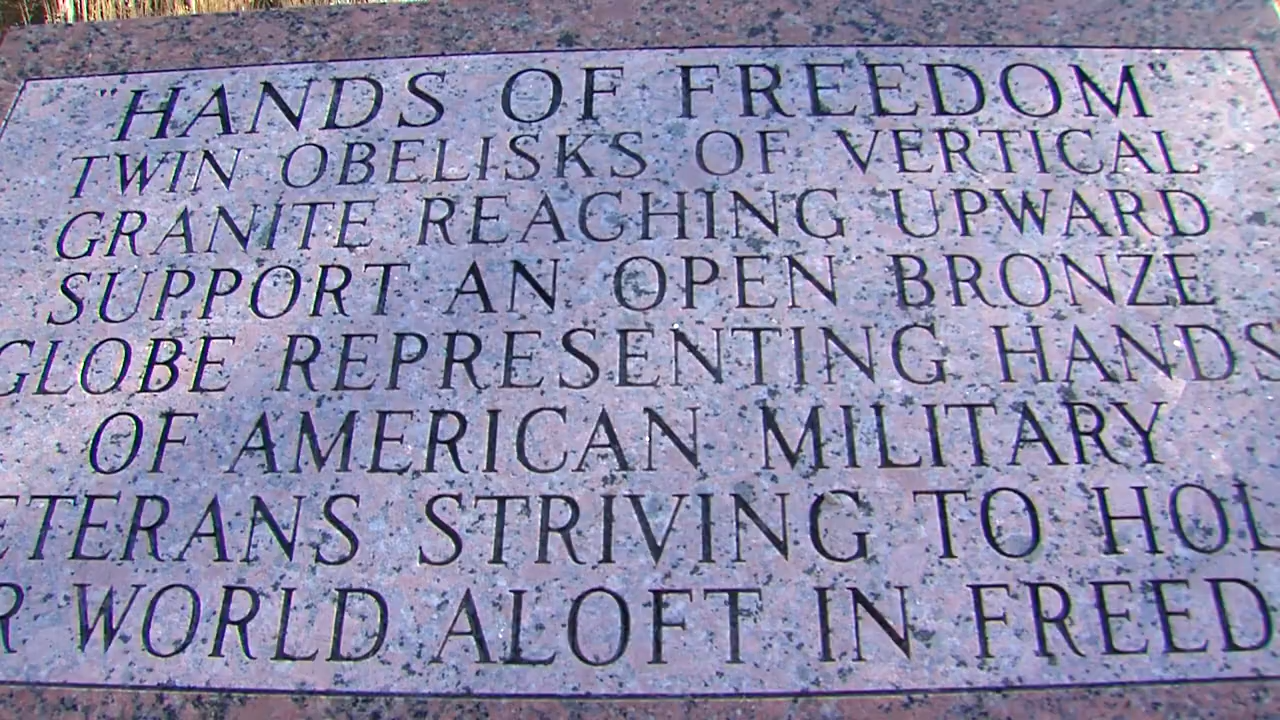 "HANDS OF FREEDOM"
TWIN OBELISKS OF VERTICAL
GRANITE REACHING UPWARD
SUPPORT AN OPEN BRONZE
GLOBE REPRESENTING HANDS
OF AMERICAN MILITARY
ETERANS STRIVING TO HOL
R WORLD ALOFT IN FREED